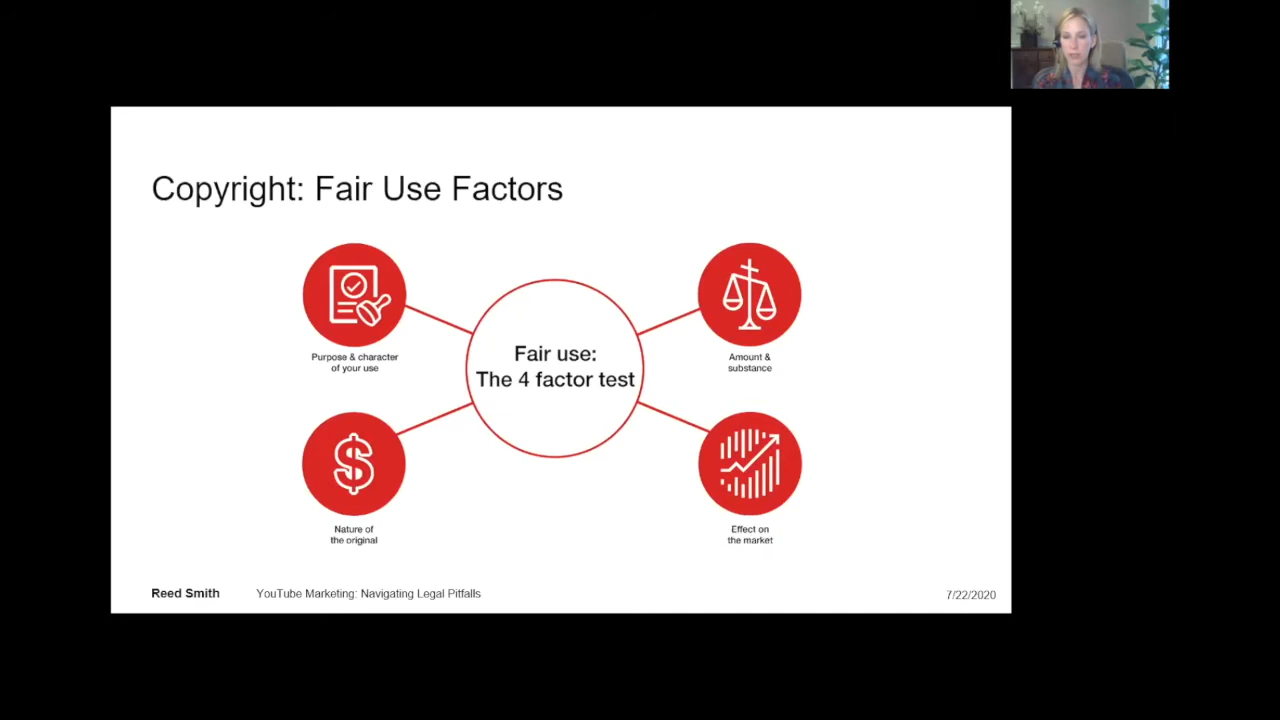 Copyright: Fair Use Factors
Purpose & character
of your use
Fair use:
The 4 factor test
Amount &
substance
Nature of
the original
Effect on
the market
Reed Smith
YouTube Marketing: Navigating Legal Pitfalls
7/22/2020